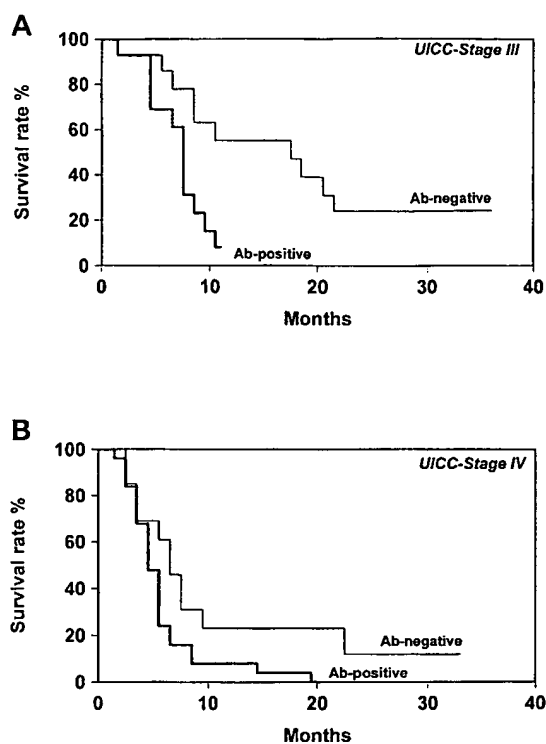 A
UICC-Stage III
Survival rate %
100
80
60
40
20
0
Ab-negative
Ab-positive
0 10 20 30 40
Months
B
UICC-Stage IV
Survival rate %
100
80
60
40
20
0
Ab-negative
Ab-positive
0 10 20 30 40
Months